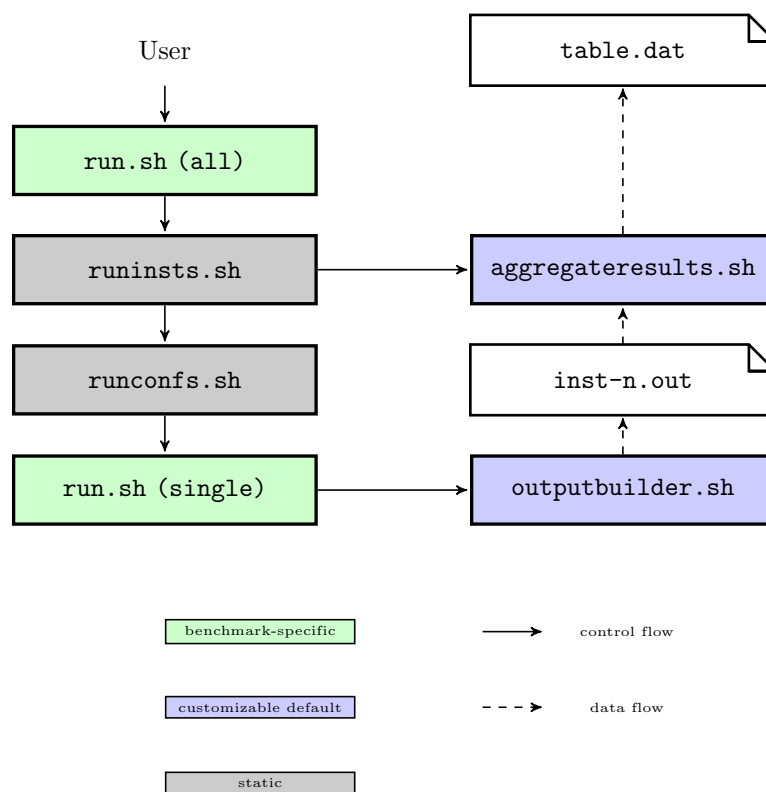 User
table.dat
run.sh (all)
runinsts.sh
aggregateresults.sh
runconfs.sh
inst-n.out
run.sh (single)
outputbuilder.sh
benchmark-specific
control flow
customizable default
data flow
static